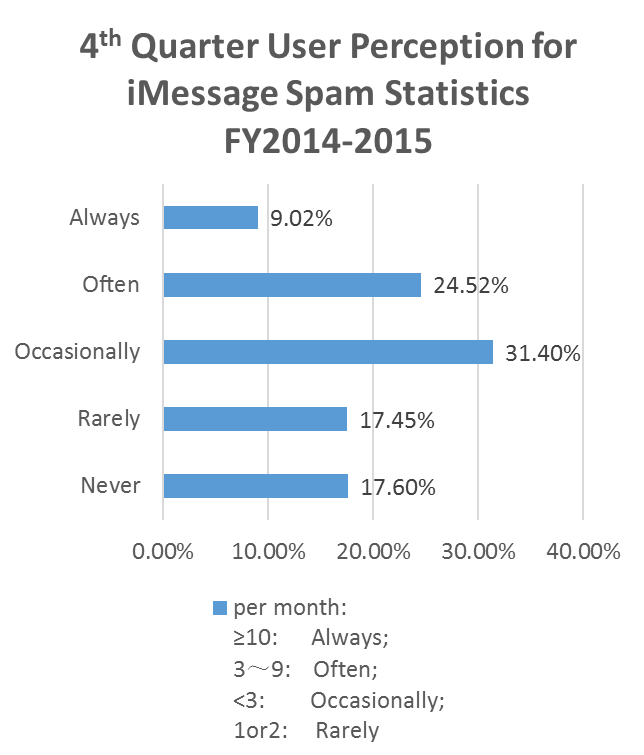 4th Quarter User Perception for
iMessage Spam Statistics
FY2014-2015
Always 9.02%
Often 24.52%
Occasionally 31.40%
Rarely 17.45%
Never 17.60%
0.00% 10.00% 20.00% 30.00% 40.00%
per month:
≥10: Always;
3～9: Often;
<3: Occasionally;
1or2: Rarely